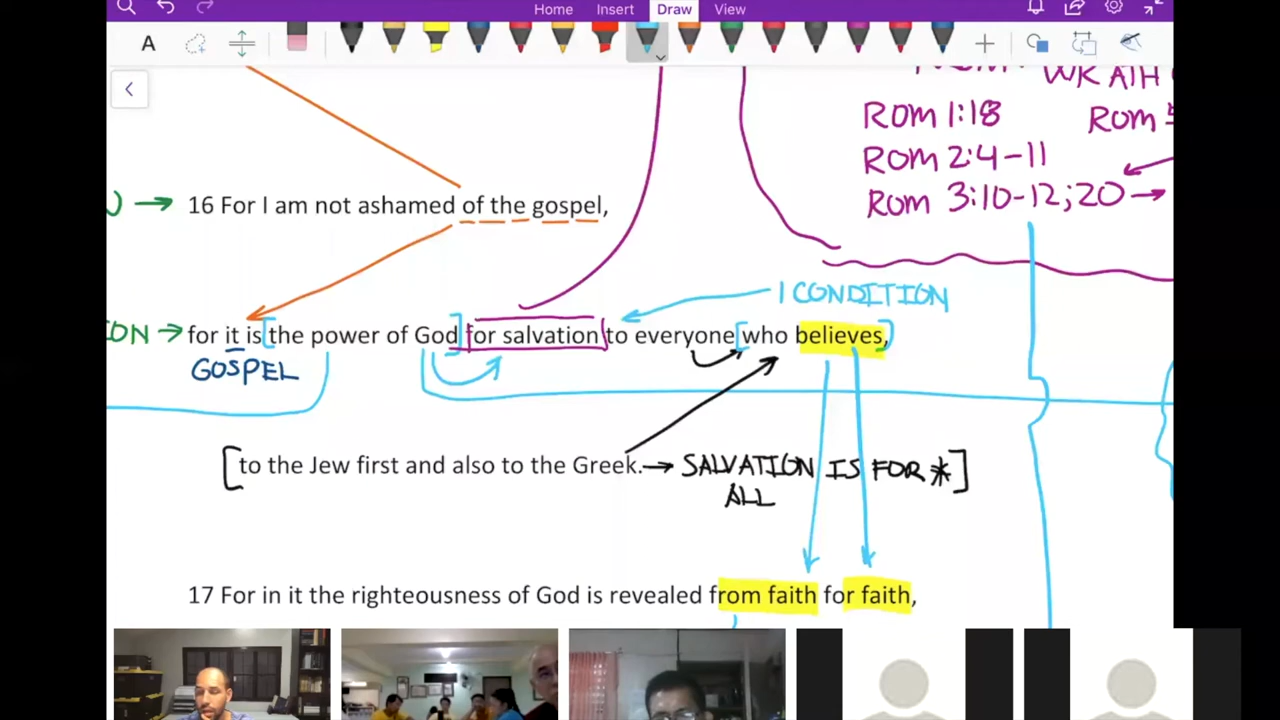 Home Insert Draw View
A
WRATH
Rom 1:18
Rom
Rom 2:4-11
Rom 3:10-12;20
16 For I am not ashamed of the gospel,
1 CONDITION
for it is [the power of God] for salvation to everyone [who believes,]
GOSPEL
[to the Jew first and also to the Greek. → SALVATION IS FOR *]
ALL
17 For in it the righteousness of God is revealed from faith for faith,